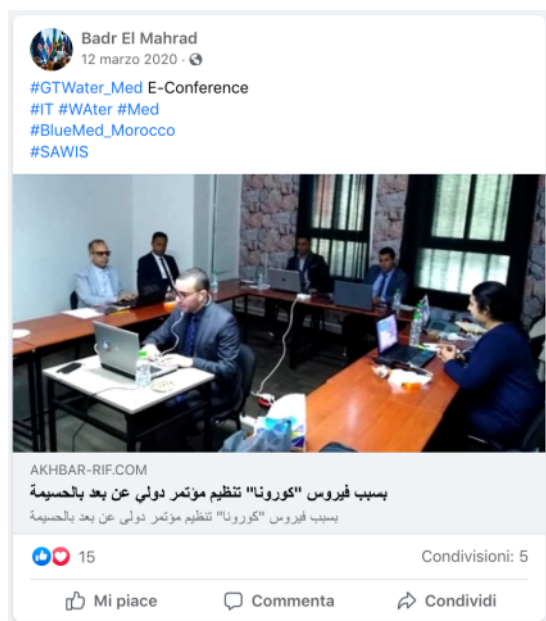 Badr El Mahrad
12 marzo 2020 ·
#GTWater_Med E-Conference
#IT #WAter #Med
#BlueMed_Morocco
#SAWIS
AKHBAR-RIF.COM
بسبب فيروس "كورونا" تنظيم مؤتمر دولي عن بعد بالحسيمة
بسبب فيروس "كورونا" تنظيم مؤتمر دولي عن بعد بالحسيمة
15
Condivisioni: 5
Mi piace
Commenta
Condividi